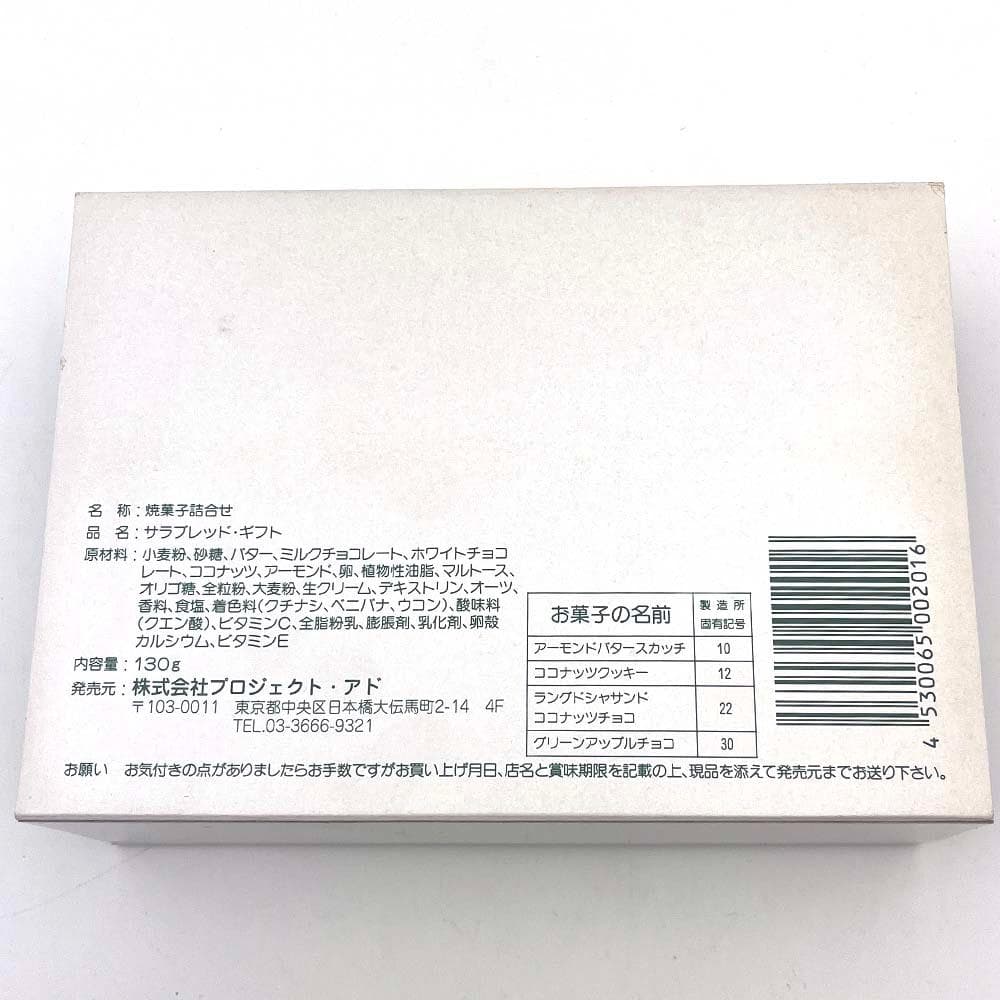 名 称：焼菓子詰合せ
品 名：サラブレッド・ギフト
原材料：小麦粉、砂糖、バター、ミルクチョコレート、ホワイトチョコ
レート、ココナッツ、アーモンド、卵、植物性油脂、マルトース、
オリゴ糖、全粒粉、大麦粉、生クリーム、デキストリン、オーツ、
香料、食塩、着色料（クチナシ、ベニバナ、ウコン）、酸味料
（クエン酸）、ビタミンC、全脂粉乳、膨脹剤、乳化剤、卵殻
カルシウム、ビタミンE
内容量：130g
発売元：株式会社プロジェクト・アド
〒103-0011 東京都中央区日本橋大伝馬町2-14 4F
TEL.03-3666-9321
お菓子の名前 製造所
固有記号
アーモンドバタースカッチ 10
ココナッツクッキー 12
ラングドシャサンド
ココナッツチョコ 22
グリーンアップルチョコ 30
4 530065 002016
お願い お気付きの点がありましたらお手数ですがお買い上げ月日、店名と賞味期限を記載の上、現品を添えて発売元までお送り下さい。